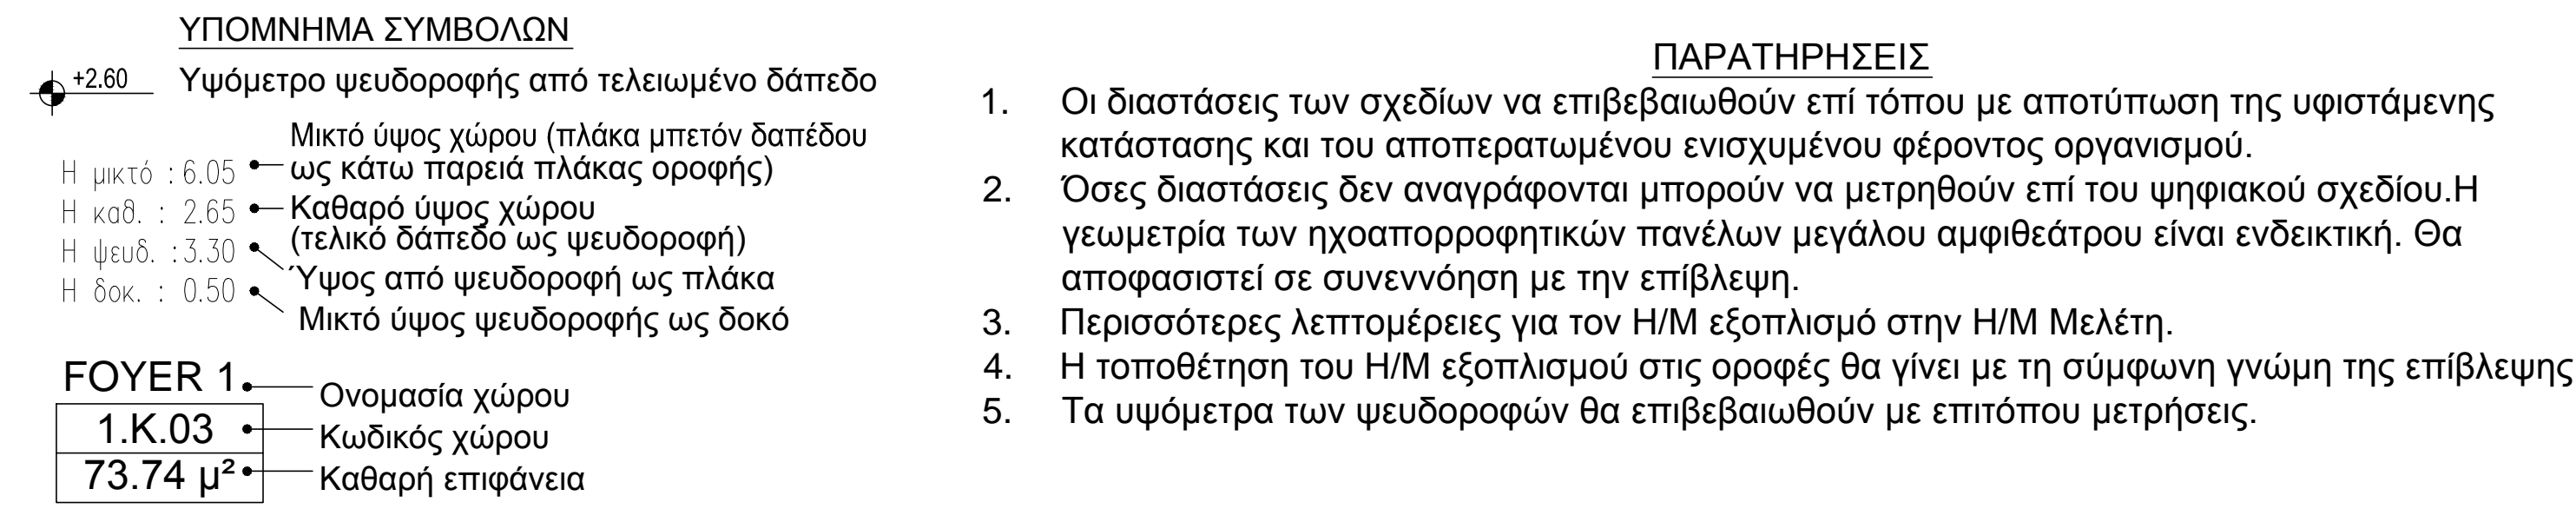 ΥΠΟΜΝΗΜΑ ΣΥΜΒΟΛΩΝ
+2.60 Υψόμετρο ψευδοροφής από τελειωμένο δάπεδο
Μικτό ύψος χώρου (πλάκα μπετόν δαπέδου
Η μικτό : 6.05 ως κάτω παρειά πλάκας οροφής)
Η καθ. : 2.65 Καθαρό ύψος χώρου
(τελικό δάπεδο ως ψευδοροφή)
Η ψευδ. : 3.30
Ύψος από ψευδοροφή ως πλάκα
Η δοκ. : 0.50
Μικτό ύψος ψευδοροφής ως δοκό
FOYER 1 Ονομασία χώρου
1.Κ.03 Κωδικός χώρου
73.74 μ² Καθαρή επιφάνεια
ΠΑΡΑΤΗΡΗΣΕΙΣ
1. Οι διαστάσεις των σχεδίων να επιβεβαιωθούν επί τόπου με αποτύπωση της υφιστάμενης
κατάστασης και του αποπερατωμένου ενισχυμένου φέροντος οργανισμού.
2. Όσες διαστάσεις δεν αναγράφονται μπορούν να μετρηθούν επί του ψηφιακού σχεδίου.Η
γεωμετρία των ηχοαπορροφητικών πανέλων μεγάλου αμφιθεάτρου είναι ενδεικτική. Θα
αποφασιστεί σε συνεννόηση με την επίβλεψη.
3. Περισσότερες λεπτομέρειες για τον Η/Μ εξοπλισμό στην Η/Μ Μελέτη.
4. Η τοποθέτηση του Η/Μ εξοπλισμού στις οροφές θα γίνει με τη σύμφωνη γνώμη της επίβλεψης
5. Τα υψόμετρα των ψευδοροφών θα επιβεβαιωθούν με επιτόπου μετρήσεις.